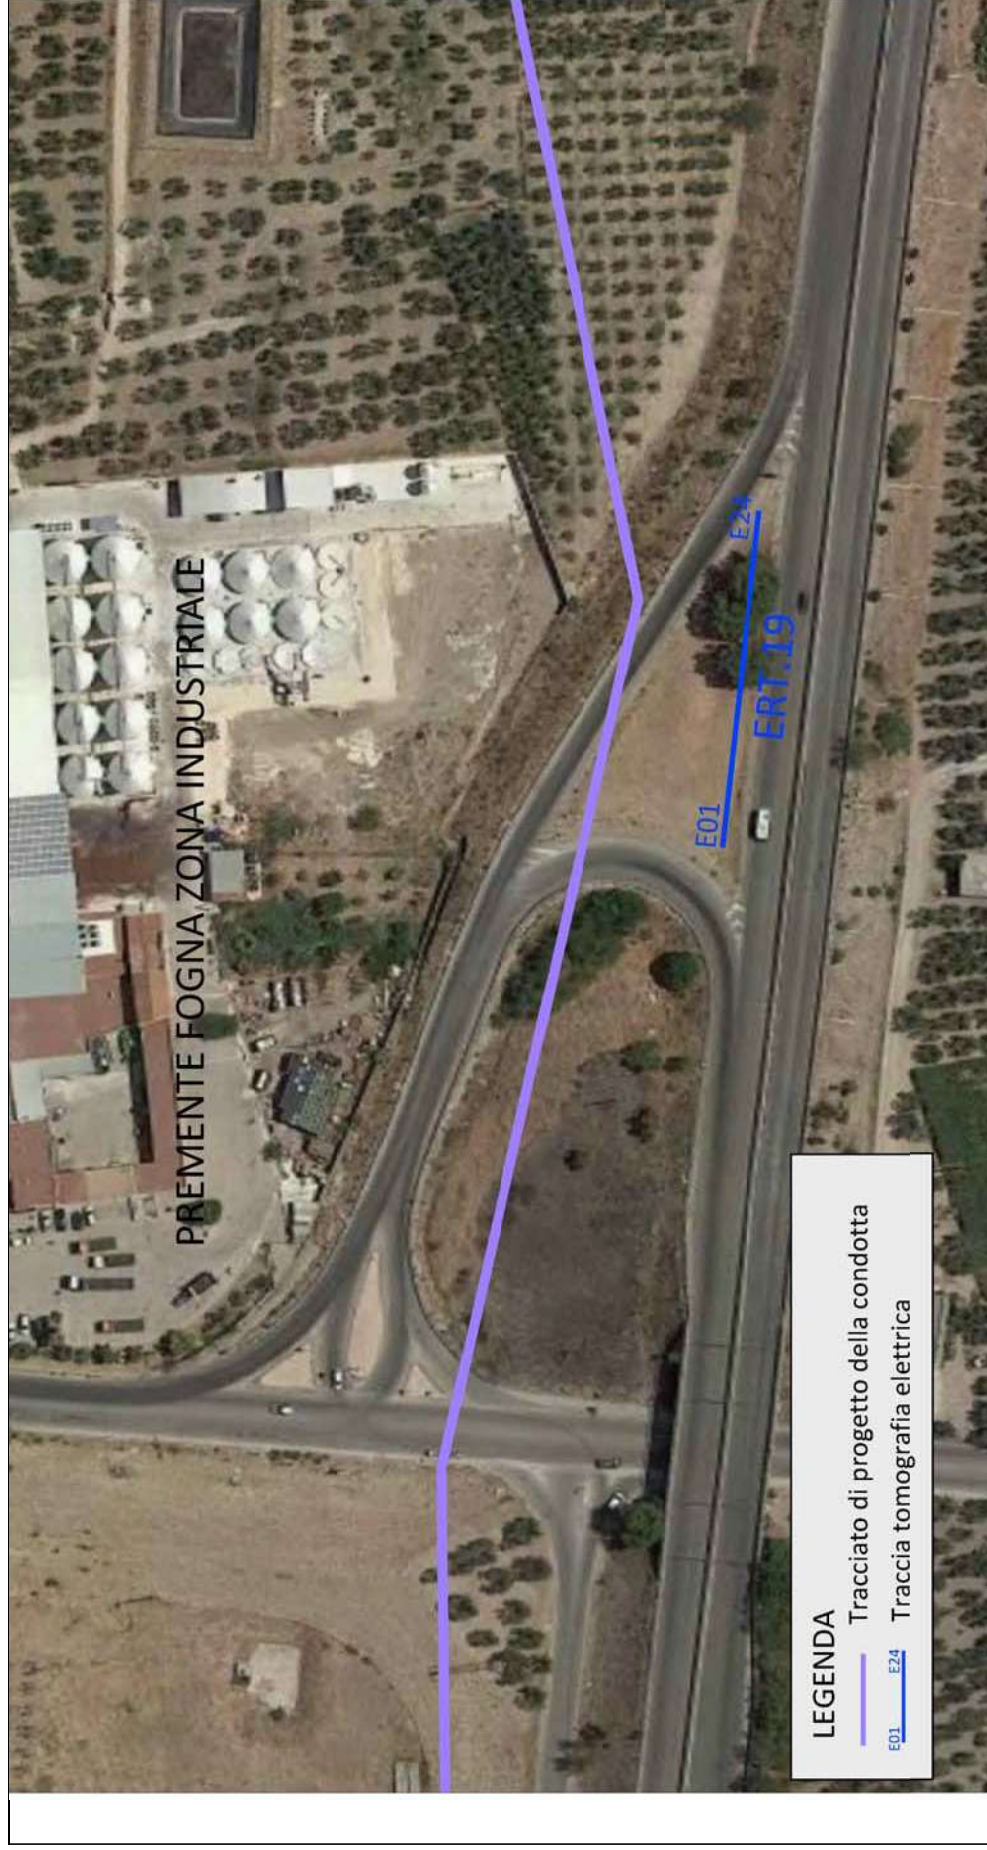 PREMENTE FOGNA ZONA INDUSTRIALE
E01
E24
ERT.19
LEGENDA
Tracciato di progetto della condotta
E01 E24
Traccia tomografia elettrica